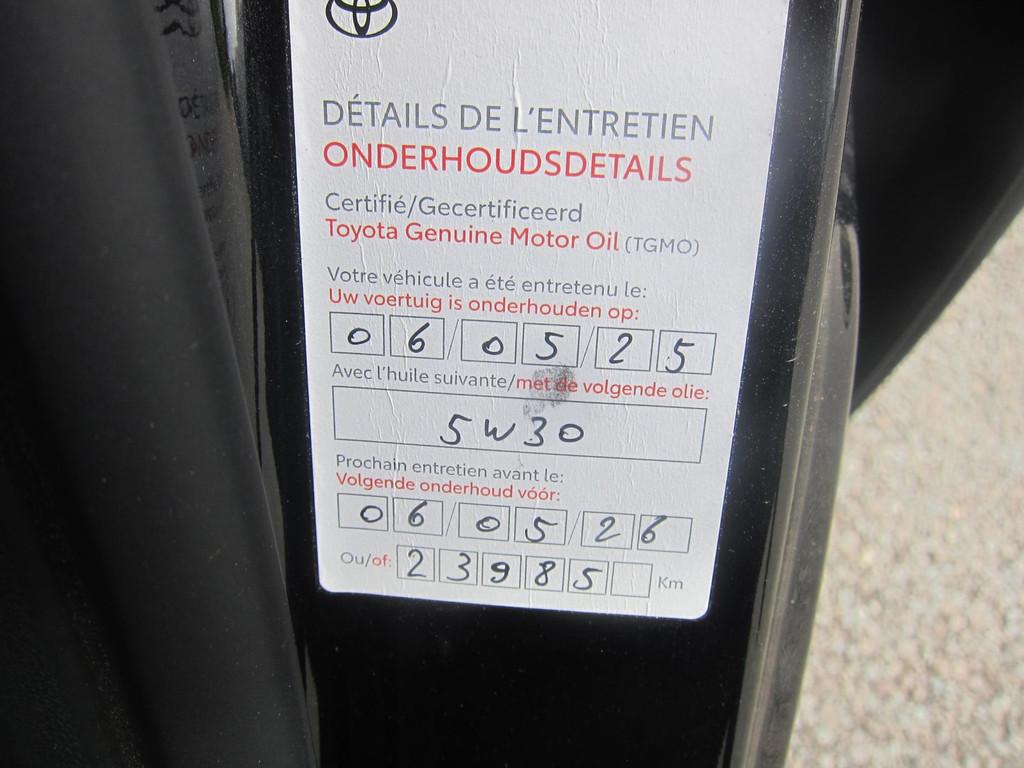 DÉTAILS DE L'ENTRETIEN
ONDERHOUDSDETAILS
Certifié/Gecertificeerd
Toyota Genuine Motor Oil (TGMO)
Votre véhicule a été entretenu le:
Uw voertuig is onderhouden op:
06/05/25
Avec l'huile suivante/met de volgende olie:
5W30
Prochain entretien avant le:
Volgende onderhoud vóór:
06/05/26
Ou/of: 23985 Km